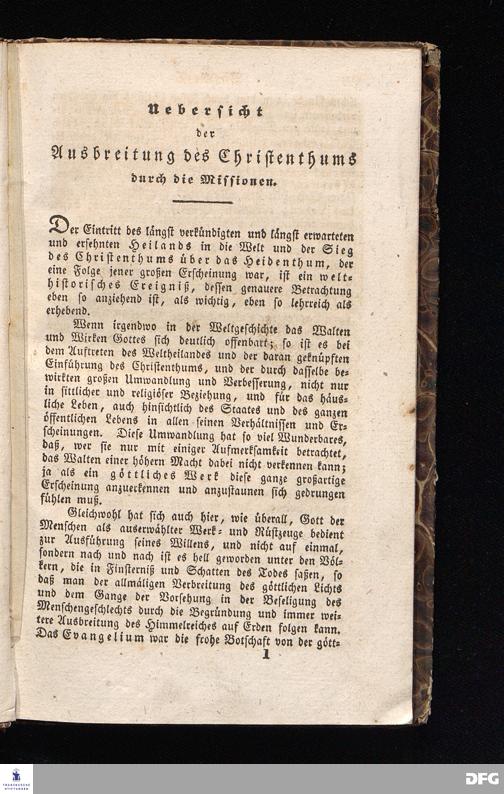 Uebersicht
der
Ausbreitung des Christenthums
durch die Missionen.
Der Eintritt des längst verkündigten und längst erwarteten
und ersehnten Heilands in die Welt und der Sieg
des Christenthums über das Heidenthum, der
eine Folge jener großen Erscheinung war, ist ein welt-
historisches Ereigniß, dessen genauere Betrachtung
eben so anziehend ist, als wichtig, eben so lehrreich als
erhebend.
Wenn irgendwo in der Weltgeschichte das Walten
und Wirken Gottes sich deutlich offenbart; so ist es bei
dem Auftreten des Weltheilandes und der daran geknüpften
Einführung des Christenthums, und der durch dasselbe be-
wirkten großen Umwandlung und Verbesserung, nicht nur
in sittlicher und religiöser Beziehung, und für das häus-
liche Leben, auch hinsichtlich des Staates und des ganzen
öffentlichen Lebens in allen seinen Verhältnissen und Er-
scheinungen. Diese Umwandlung hat so viel Wunderbares,
daß, wer sie nur mit einiger Aufmerksamkeit betrachtet,
das Walten einer höhern Macht dabei nicht verkennen kann;
ja als ein göttliches Werk diese ganze großartige
Erscheinung anzuerkennen und anzustaunen sich gedrungen
fühlen muß.
Gleichwohl hat sich auch hier, wie überall, Gott der
Menschen als auserwählter Werk- und Rüstzeuge bedient
zur Ausführung seines Willens, und nicht auf einmal,
sondern nach und nach ist es hell geworden unter den Völ-
kern, die in Finsterniß und Schatten des Todes saßen, so
daß man der allmäligen Verbreitung des göttlichen Lichts
und dem Gange der Vorsehung in der Beseligung des
Menschengeschlechts durch die Begründung und immer wei-
tere Ausbreitung des Himmelreiches auf Erden folgen kann.
Das Evangelium war die frohe Botschaft von der gött-
1
FRANCKESCHE
STIFTUNGEN
DFG